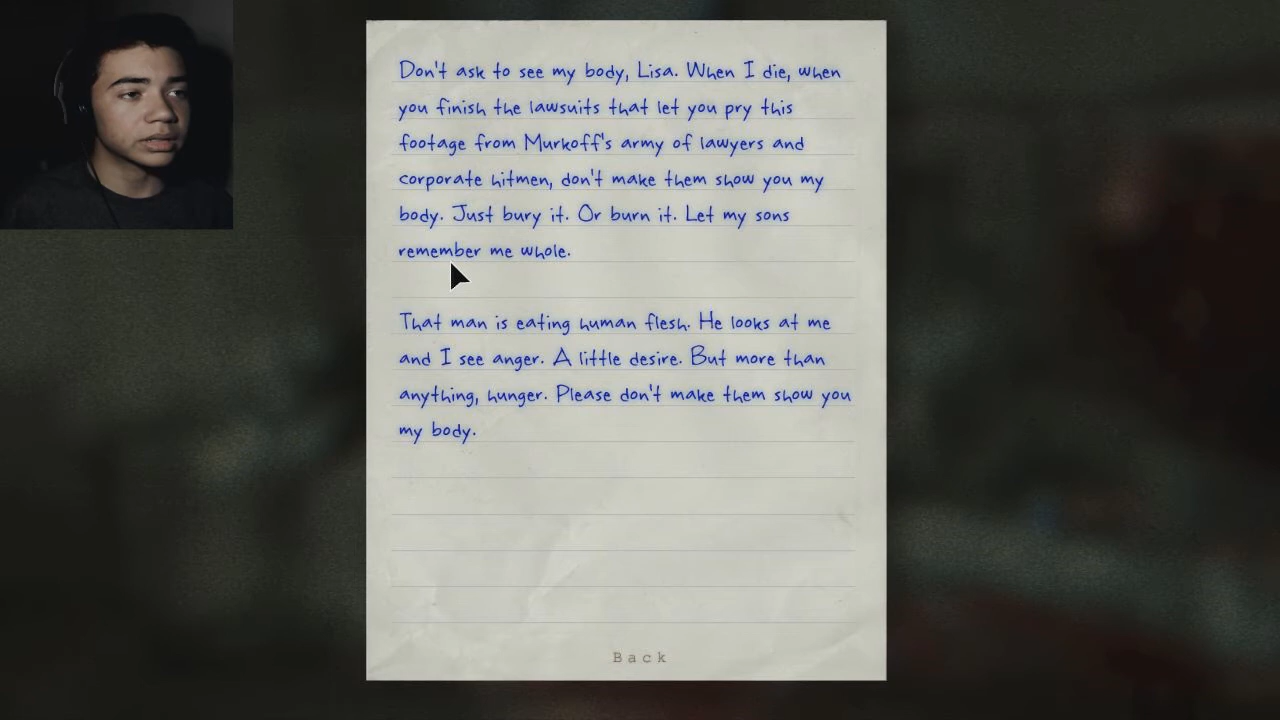 Don't ask to see my body, Lisa. When I die, when
you finish the lawsuits that let you pry this
footage from Murkoff's army of lawyers and
corporate hitmen, don't make them show you my
body. Just bury it. Or burn it. Let my sons
remember me whole.
That man is eating human flesh. He looks at me
and I see anger. A little desire. But more than
anything, hunger. Please don't make them show you
my body.
Back